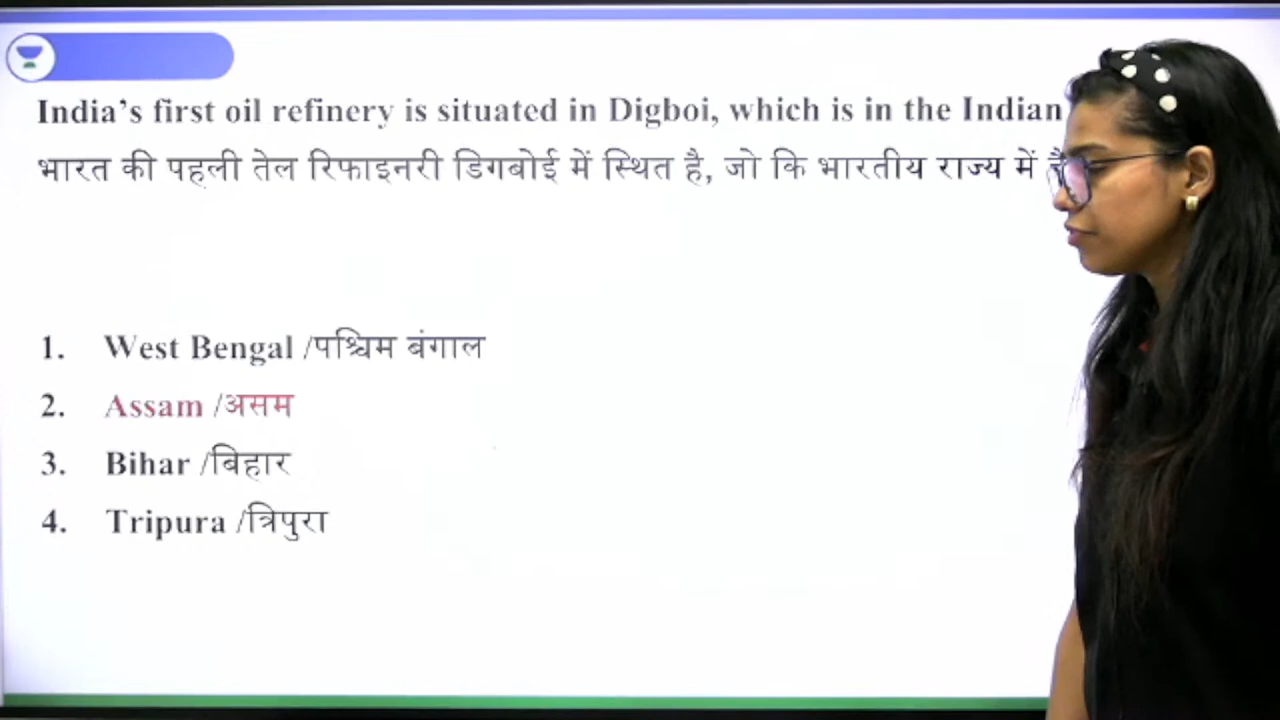 India's first oil refinery is situated in Digboi, which is in the Indian
भारत की पहली तेल रिफाइनरी डिगबोई में स्थित है, जो कि भारतीय राज्य में है
1. West Bengal /पश्चिम बंगाल
2. Assam /असम
3. Bihar /बिहार
4. Tripura /त्रिपुरा